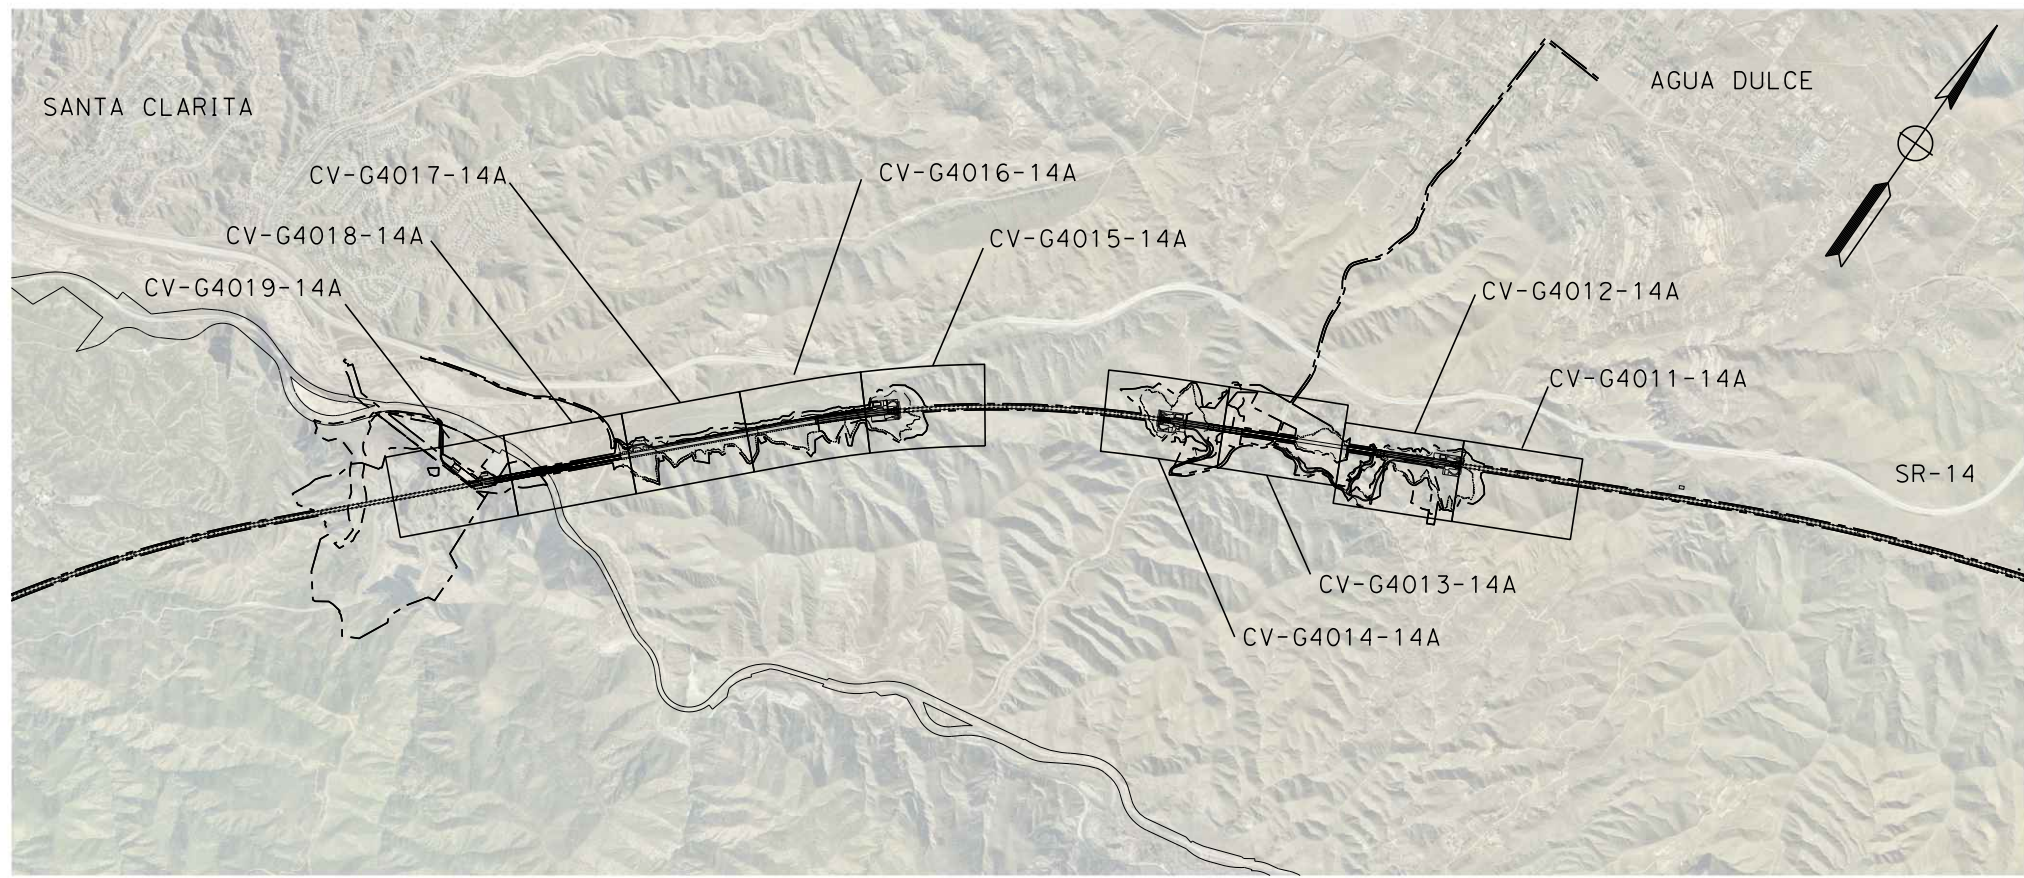 SANTA CLARITA
AGUA DULCE
CV-G4017-14A
CV-G4016-14A
CV-G4018-14A
CV-G4015-14A
CV-G4019-14A
CV-G4012-14A
CV-G4011-14A
SR-14
CV-G4013-14A
CV-G4014-14A